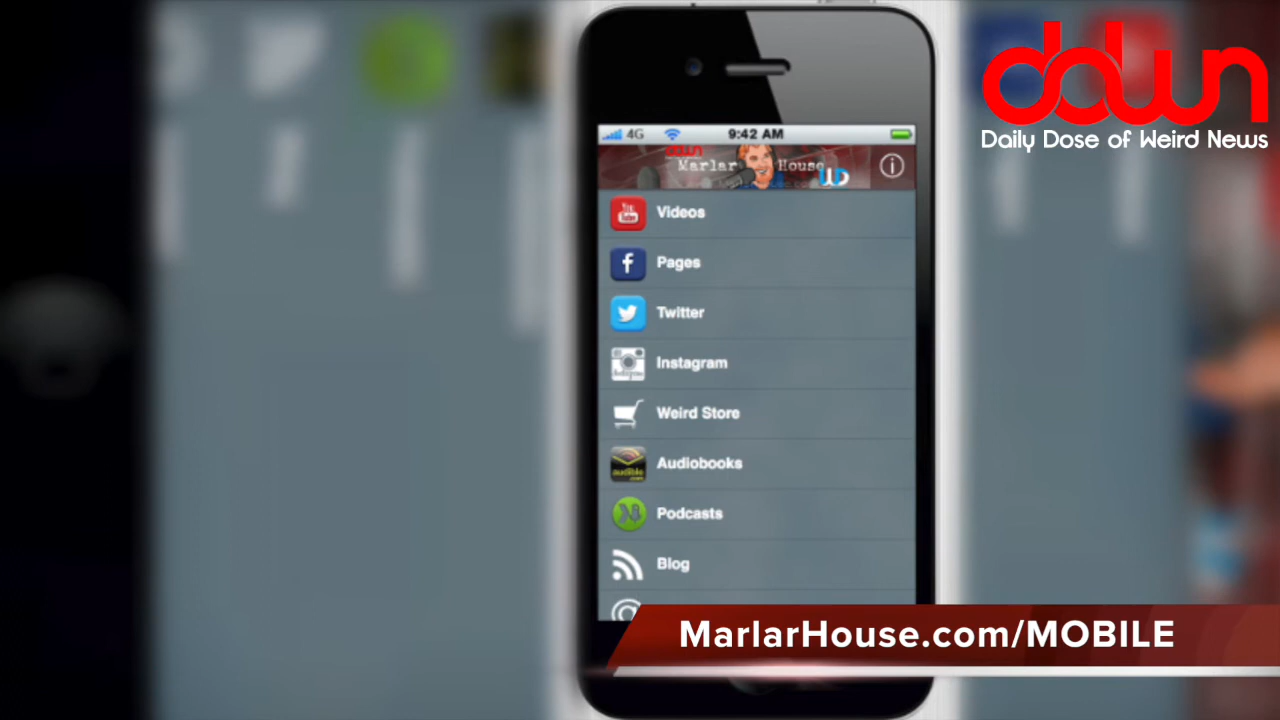 ddwn
Daily Dose of Weird News
4G
9:42 AM
Marlar House
Videos
Pages
Twitter
Instagram
Weird Store
Audiobooks
Podcasts
Blog
MarlarHouse.com/MOBILE